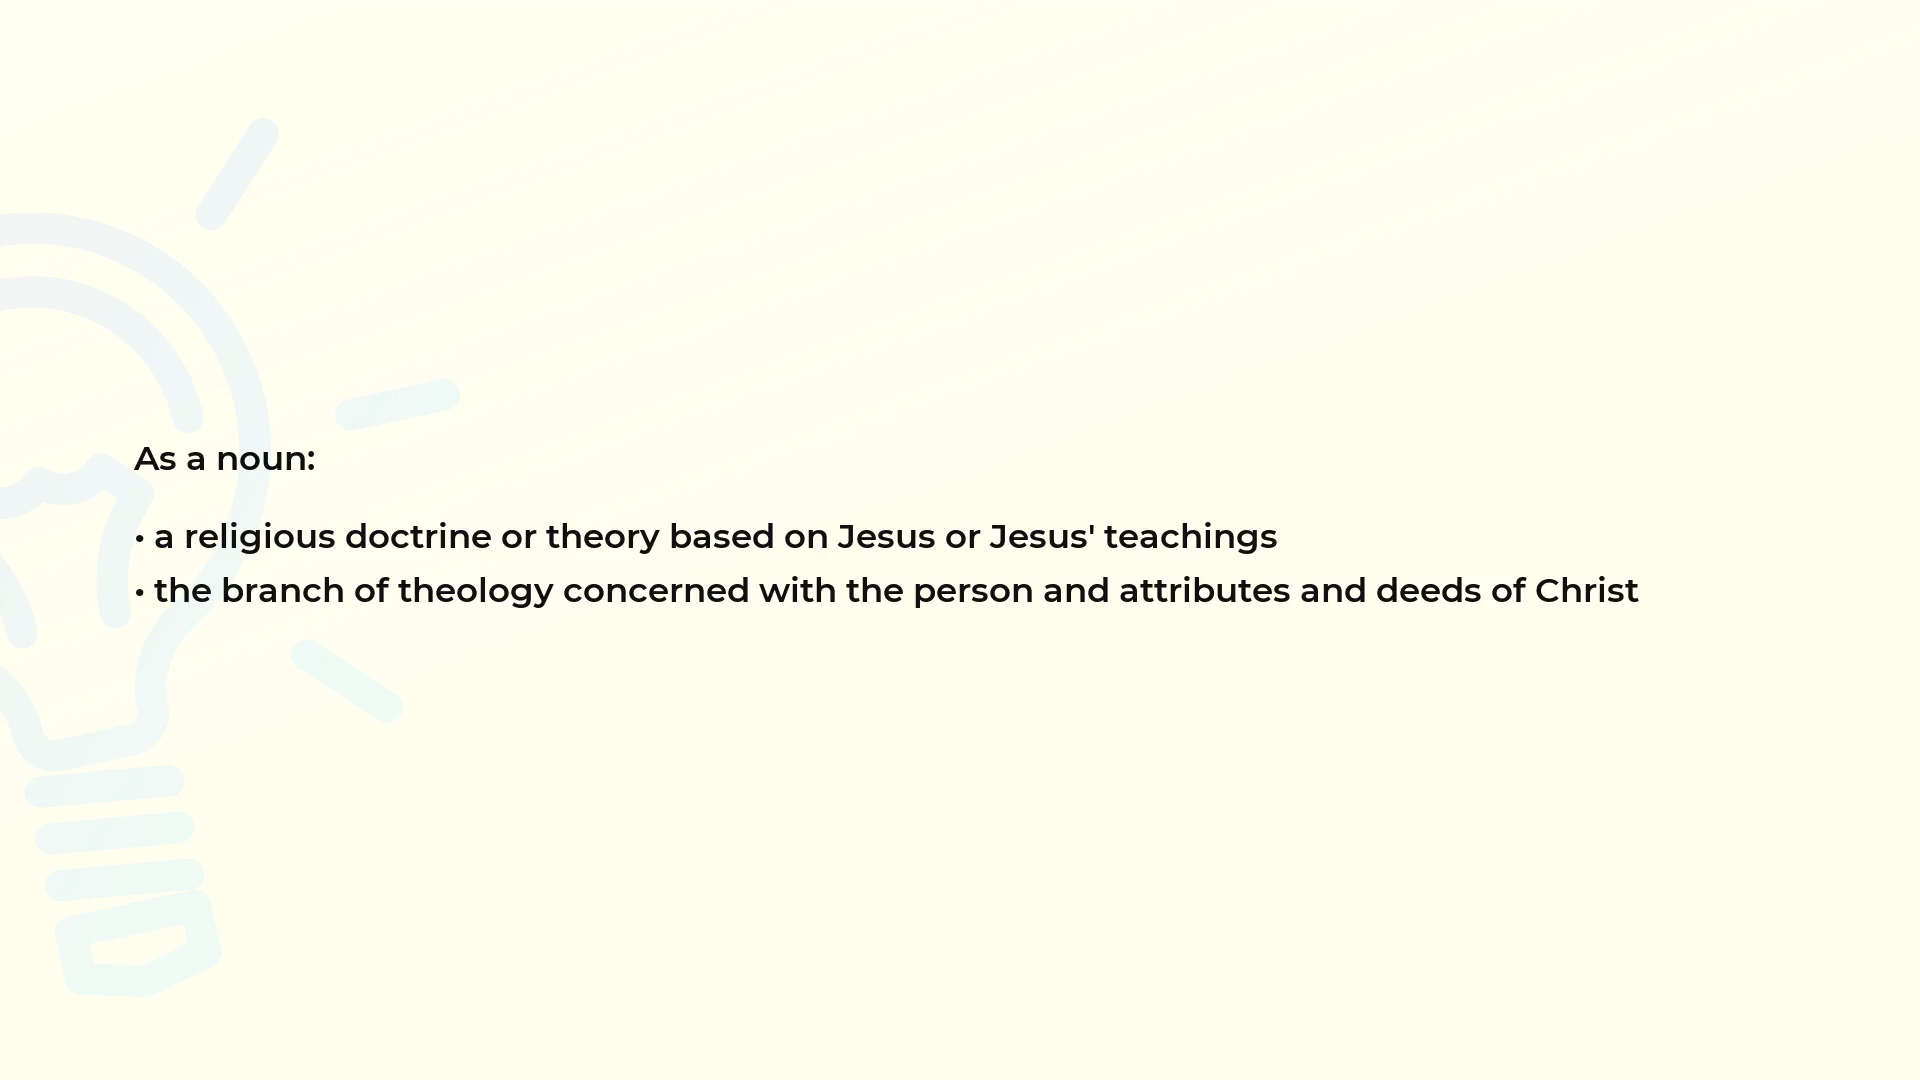 As a noun:
• a religious doctrine or theory based on Jesus or Jesus' teachings
• the branch of theology concerned with the person and attributes and deeds of Christ